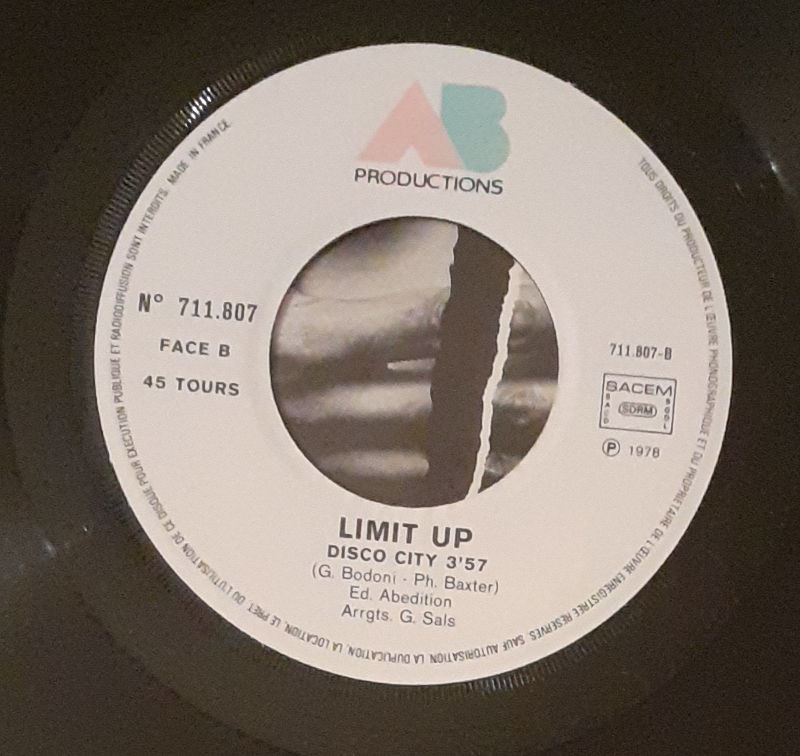 AB
PRODUCTIONS
N° 711.807
FACE B
45 TOURS
711.807-B
SACEM
SACD
SDRM
SGDL
Ⓟ 1978
LIMIT UP
DISCO CITY 3'57
(G. Bodoni - Ph. Baxter)
Ed. Abedition
Arrgts. G. Sals
TOUS DROITS DU PRODUCTEUR DE L'ŒUVRE PHONOGRAPHIQUE ET DU PROPRIETAIRE DE L'ŒUVRE ENREGISTREE RESERVES. SAUF AUTORISATION, LA DUPLICATION, LA LOCATION, LE PRET OU L'UTILISATION DE CE DISQUE POUR EXECUTION PUBLIQUE ET RADIODIFFUSION SONT INTERDITS. MADE IN FRANCE